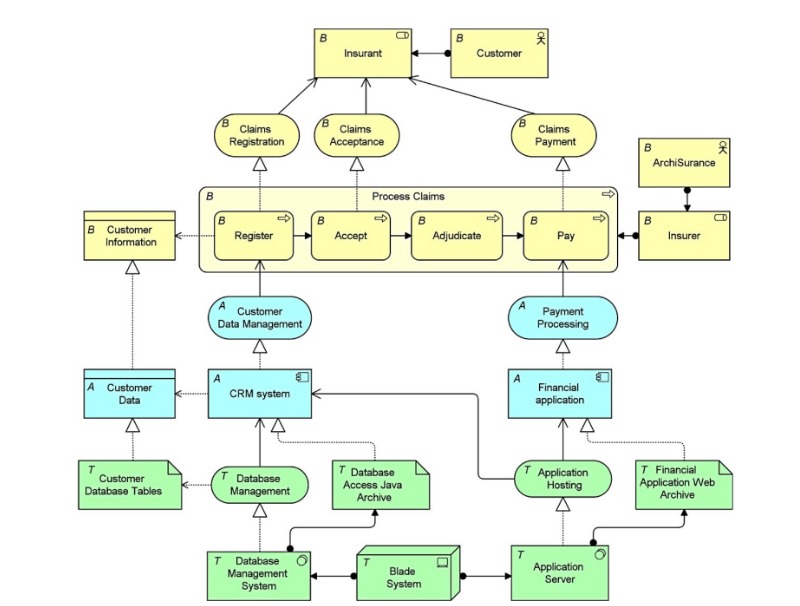 B
Insurant
B
Customer
B
Claims
Registration
B
Claims
Acceptance
B
Claims
Payment
B
ArchiSurance
B
Process Claims
B
Customer
Information
B
Register
B
Accept
B
Adjudicate
B
Pay
B
Insurer
A
Customer
Data Management
A
Payment
Processing
A
Customer
Data
A
CRM system
A
Financial
application
T
Customer
Database Tables
T
Database
Management
T
Database
Access Java
Archive
T
Application
Hosting
T
Financial
Application Web
Archive
T
Database
Management
System
T
Blade
System
T
Application
Server